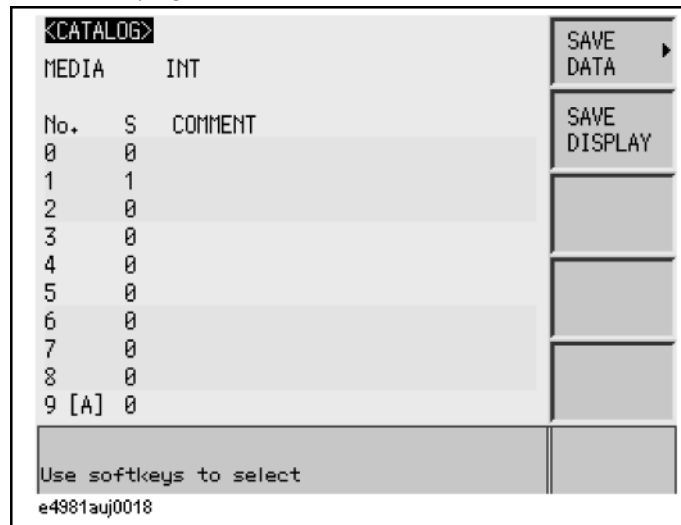 <CATALOG>
MEDIA INT
No. S COMMENT
0 0
1 1
2 0
3 0
4 0
5 0
6 0
7 0
8 0
9 [A] 0
SAVE
DATA
SAVE
DISPLAY
Use softkeys to select
e4981auj0018